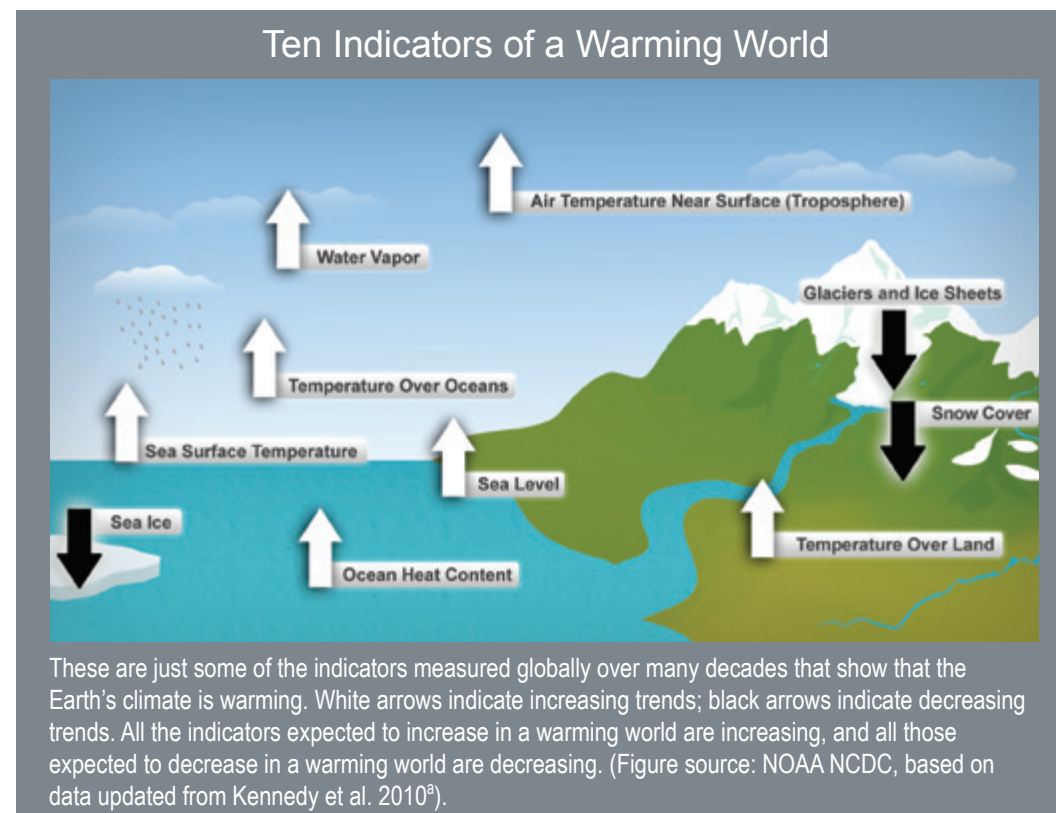 Ten Indicators of a Warming World
Air Temperature Near Surface (Troposphere)
Water Vapor
Glaciers and Ice Sheets
Temperature Over Oceans
Snow Cover
Sea Surface Temperature
Sea Level
Sea Ice
Temperature Over Land
Ocean Heat Content
These are just some of the indicators measured globally over many decades that show that the
Earth’s climate is warming. White arrows indicate increasing trends; black arrows indicate decreasing
trends. All the indicators expected to increase in a warming world are increasing, and all those
expected to decrease in a warming world are decreasing. (Figure source: NOAA NCDC, based on
data updated from Kennedy et al. 2010ª).